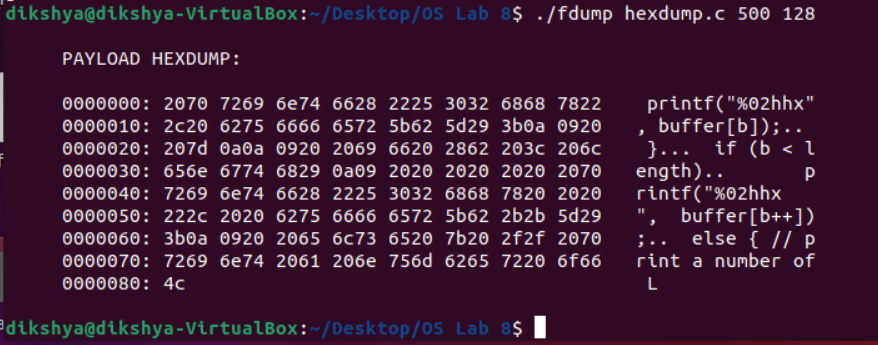 dikshya@dikshya-VirtualBox:~/Desktop/OS Lab 8$ ./fdump hexdump.c 500 128
PAYLOAD HEXDUMP:
0000000: 2070 7269 6e74 6628 2225 3032 6868 7822    printf("%02hhx"
0000010: 2c20 6275 6666 6572 5b62 5d29 3b0a 0920   , buffer[b]);..
0000020: 207d 0a0a 0920 2069 6620 2862 203c 206c    }...  if (b < l
0000030: 656e 6774 6829 0a09 2020 2020 2020 2070   ength)..       p
0000040: 7269 6e74 6628 2225 3032 6868 7820 2020   rintf("%02hhx
0000050: 222c 2020 6275 6666 6572 5b62 2b2b 5d29   ",  buffer[b++])
0000060: 3b0a 0920 2065 6c73 6520 7b20 2f2f 2070   ;..  else { // p
0000070: 7269 6e74 2061 206e 756d 6265 7220 6f66   rint a number of
0000080: 4c                                         L
dikshya@dikshya-VirtualBox:~/Desktop/OS Lab 8$